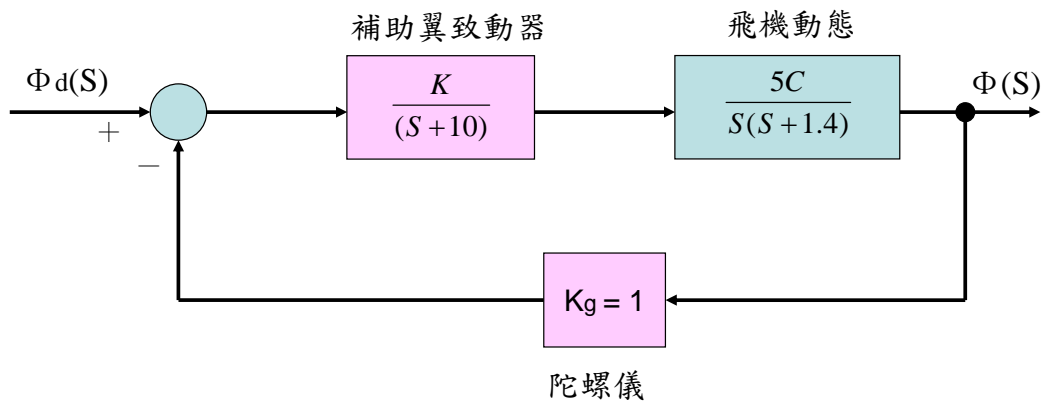 補助翼致動器
飛機動態
Φd(S)
+
−
K
(S+10)
5C
S(S+1.4)
Φ(S)
Kg = 1
陀螺儀